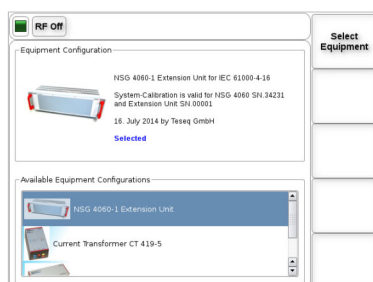 RF Off
Select
Equipment
Equipment Configuration
NSG 4060-1 Extension Unit for IEC 61000-4-16
System-Calibration is valid for NSG 4060 SN.34231
and Extension Unit SN.00001
16. July 2014 by Teseq GmbH
Selected
Available Equipment Configurations
NSG 4060-1 Extension Unit
Current Transformer CT 419-5